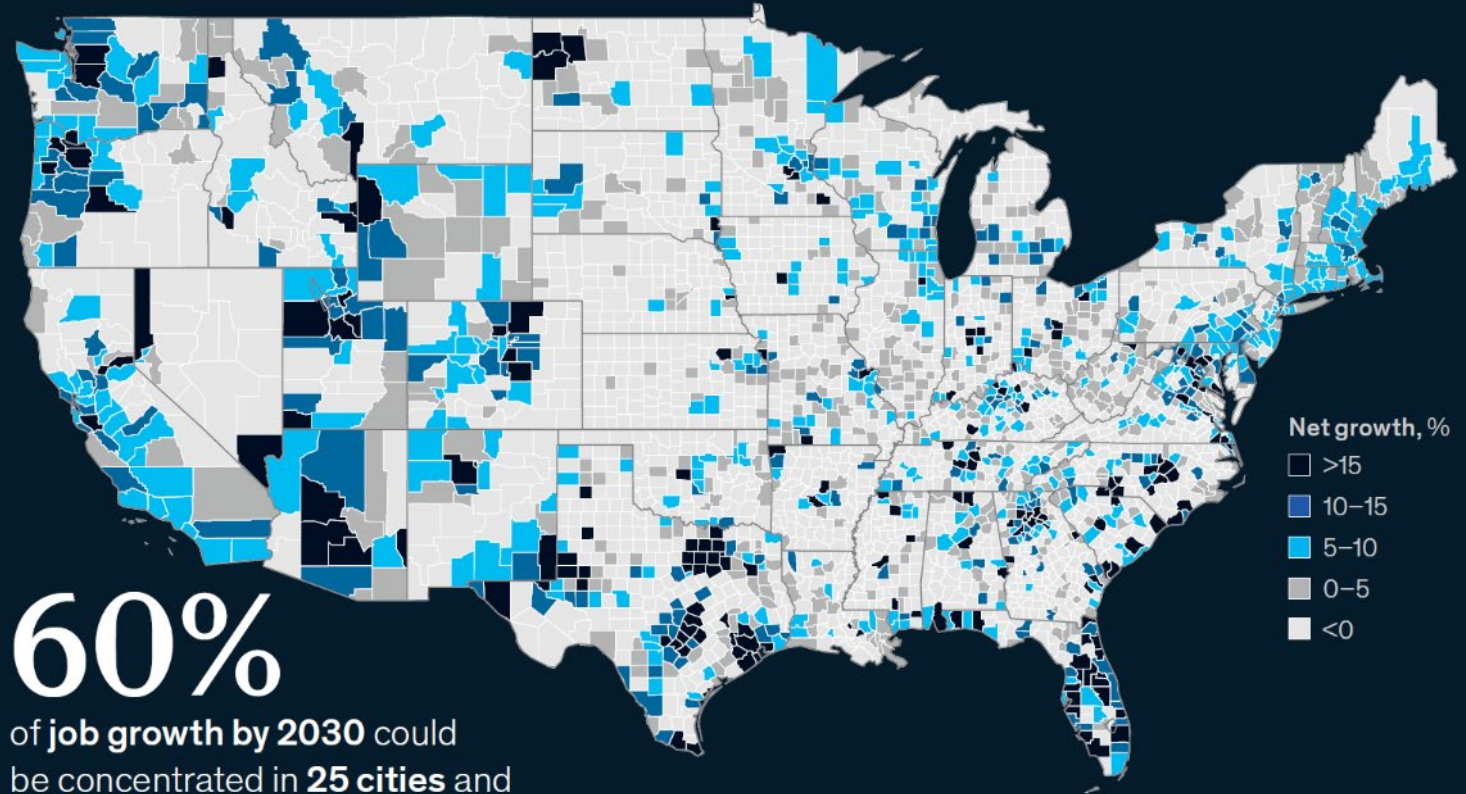 Net growth, %
>15
10–15
5–10
0–5
<0
60%
of job growth by 2030 could
be concentrated in 25 cities and